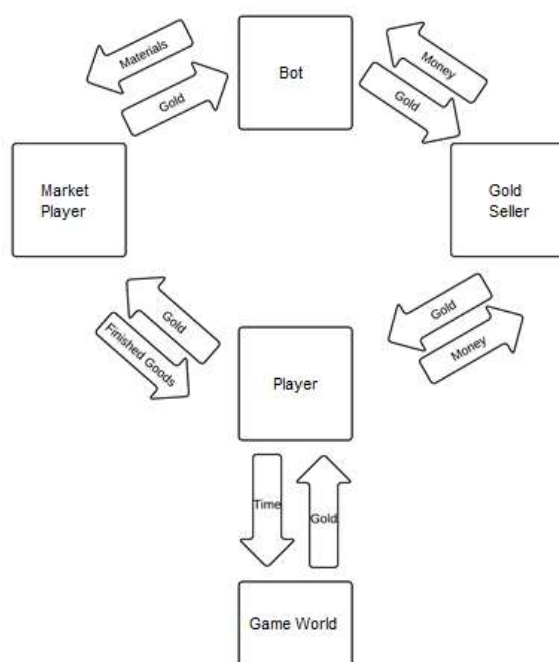 Materials
Gold
Bot
Money
Gold
Market
Player
Gold
Seller
Gold
Finished Goods
Player
Gold
Money
Time
Gold
Game World